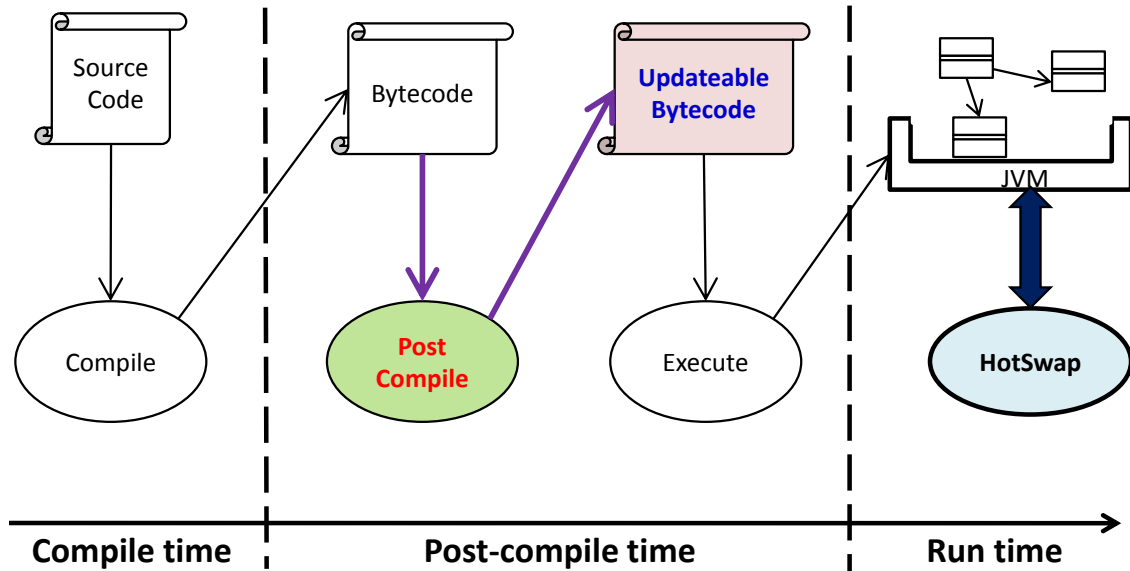 Source
Code
Bytecode
Updateable
Bytecode
JVM
Compile
Post
Compile
Execute
HotSwap
Compile time
Post-compile time
Run time